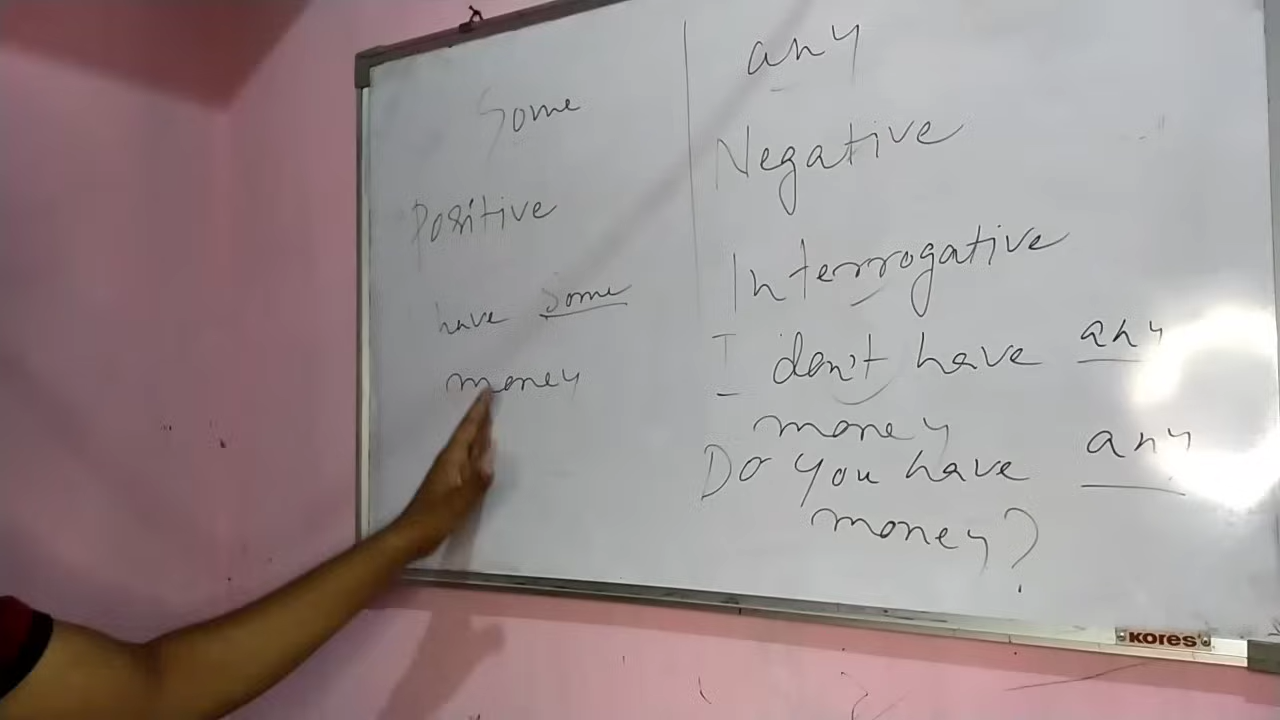 Some
Positive
have some
money
any
Negative
Interrogative
I don't have any
money
Do you have any
money?
KORES